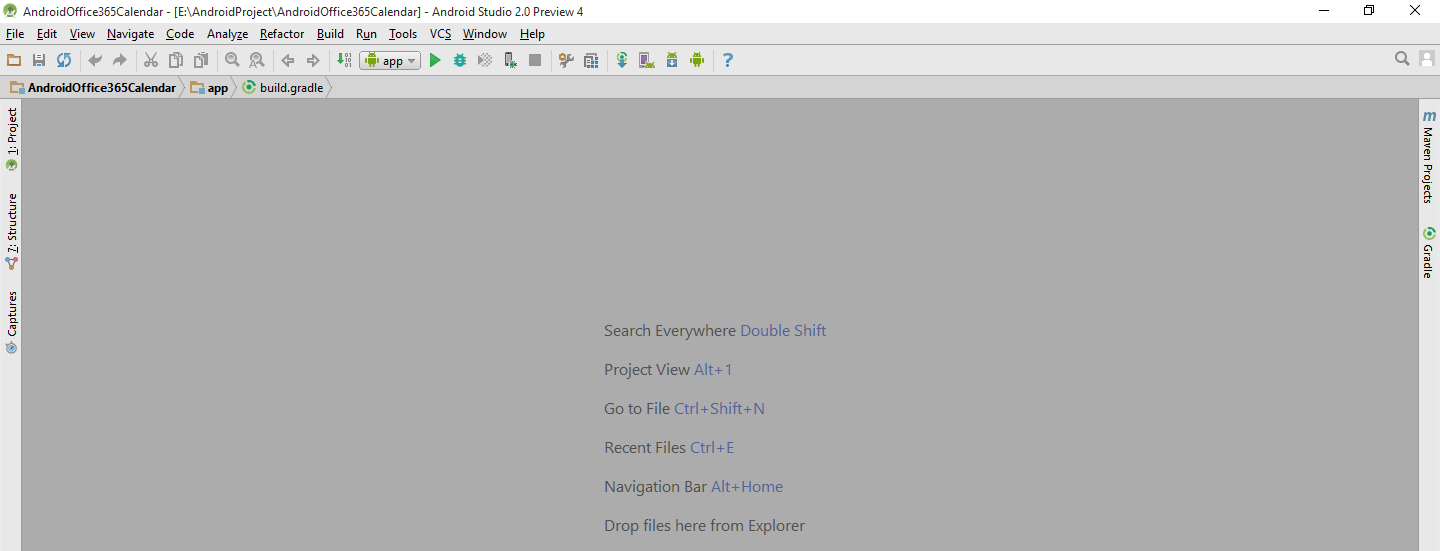 AndroidOffice365Calendar - [E:\AndroidProject\AndroidOffice365Calendar] - Android Studio 2.0 Preview 4
File Edit View Navigate Code Analyze Refactor Build Run Tools VCS Window Help
app
AndroidOffice365Calendar app build.gradle
1: Project
7: Structure
Captures
Search Everywhere Double Shift
Project View Alt+1
Go to File Ctrl+Shift+N
Recent Files Ctrl+E
Navigation Bar Alt+Home
Drop files here from Explorer
Maven Projects
Gradle